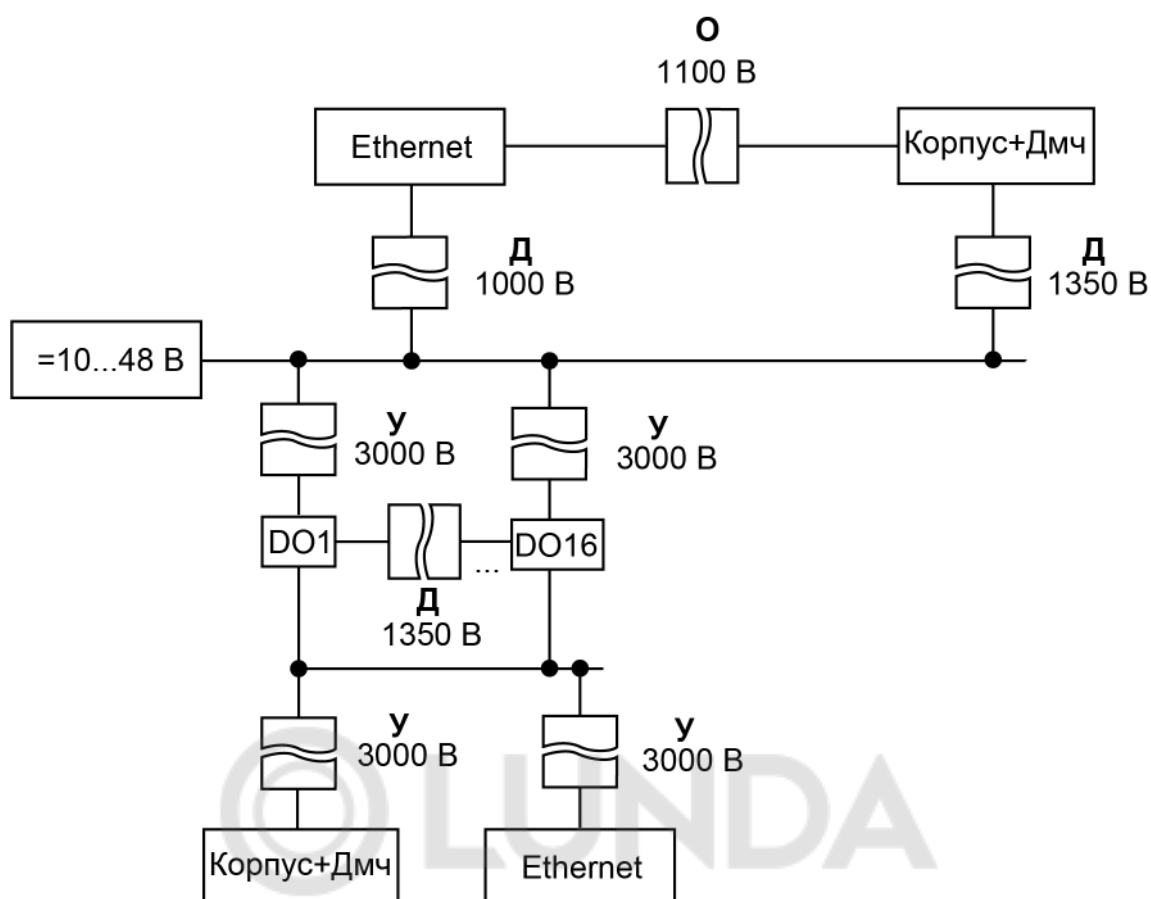 О
1100 В
Ethernet
Корпус+Дмч
Д
1000 В
Д
1350 В
=10...48 В
У
3000 В
У
3000 В
DO1
DO16
...
Д
1350 В
У
3000 В
У
3000 В
LUNDA
Корпус+Дмч
Ethernet